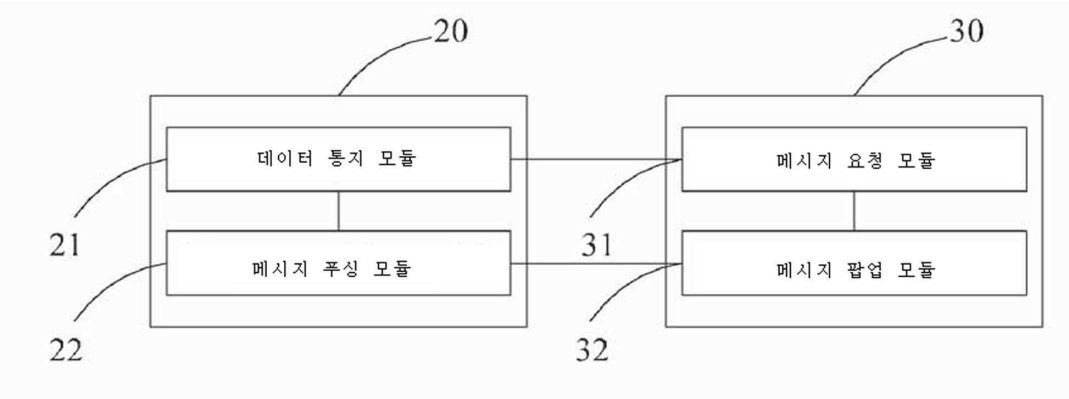 20
30
데이터 통지 모듈
메시지 요청 모듈
21
31
메시지 푸싱 모듈
메시지 팝업 모듈
22
32